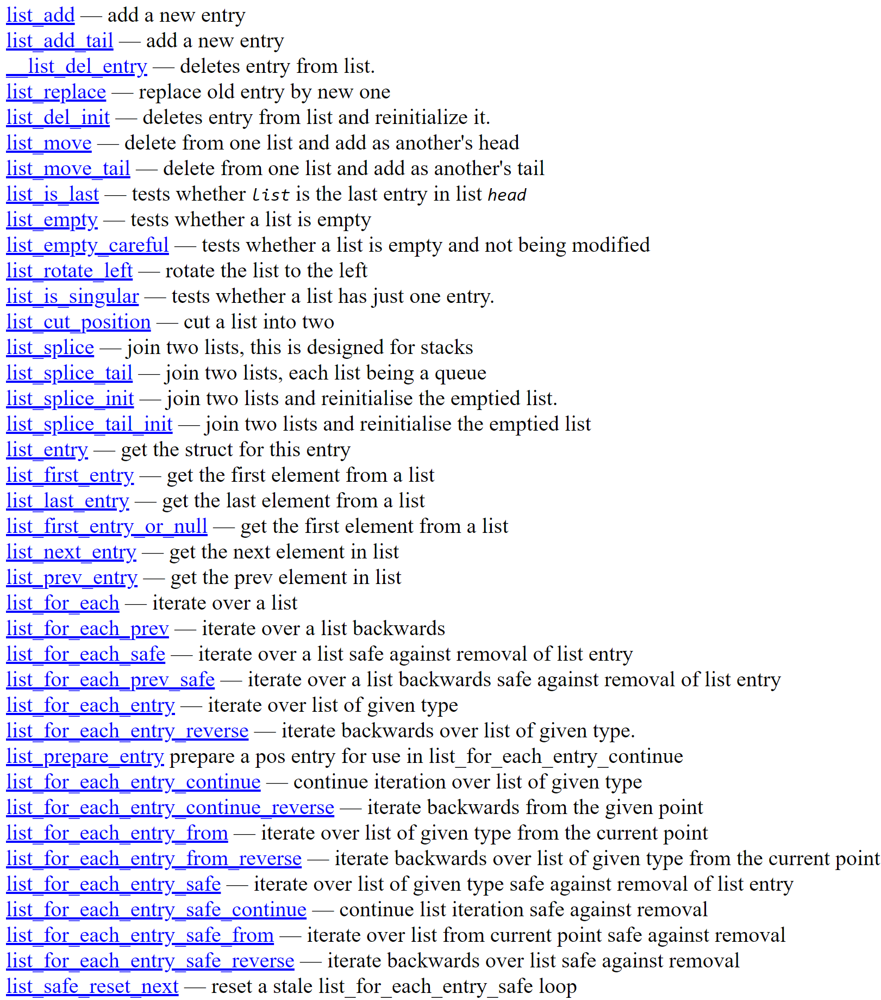 list_add — add a new entry
list_add_tail — add a new entry
__list_del_entry — deletes entry from list.
list_replace — replace old entry by new one
list_del_init — deletes entry from list and reinitialize it.
list_move — delete from one list and add as another's head
list_move_tail — delete from one list and add as another's tail
list_is_last — tests whether list is the last entry in list head
list_empty — tests whether a list is empty
list_empty_careful — tests whether a list is empty and not being modified
list_rotate_left — rotate the list to the left
list_is_singular — tests whether a list has just one entry.
list_cut_position — cut a list into two
list_splice — join two lists, this is designed for stacks
list_splice_tail — join two lists, each list being a queue
list_splice_init — join two lists and reinitialise the emptied list.
list_splice_tail_init — join two lists and reinitialise the emptied list
list_entry — get the struct for this entry
list_first_entry — get the first element from a list
list_last_entry — get the last element from a list
list_first_entry_or_null — get the first element from a list
list_next_entry — get the next element in list
list_prev_entry — get the prev element in list
list_for_each — iterate over a list
list_for_each_prev — iterate over a list backwards
list_for_each_safe — iterate over a list safe against removal of list entry
list_for_each_prev_safe — iterate over a list backwards safe against removal of list entry
list_for_each_entry — iterate over list of given type
list_for_each_entry_reverse — iterate backwards over list of given type.
list_prepare_entry prepare a pos entry for use in list_for_each_entry_continue
list_for_each_entry_continue — continue iteration over list of given type
list_for_each_entry_continue_reverse — iterate backwards from the given point
list_for_each_entry_from — iterate over list of given type from the current point
list_for_each_entry_from_reverse — iterate backwards over list of given type from the current point
list_for_each_entry_safe — iterate over list of given type safe against removal of list entry
list_for_each_entry_safe_continue — continue list iteration safe against removal
list_for_each_entry_safe_from — iterate over list from current point safe against removal
list_for_each_entry_safe_reverse — iterate backwards over list safe against removal
list_safe_reset_next — reset a stale list_for_each_entry_safe loop